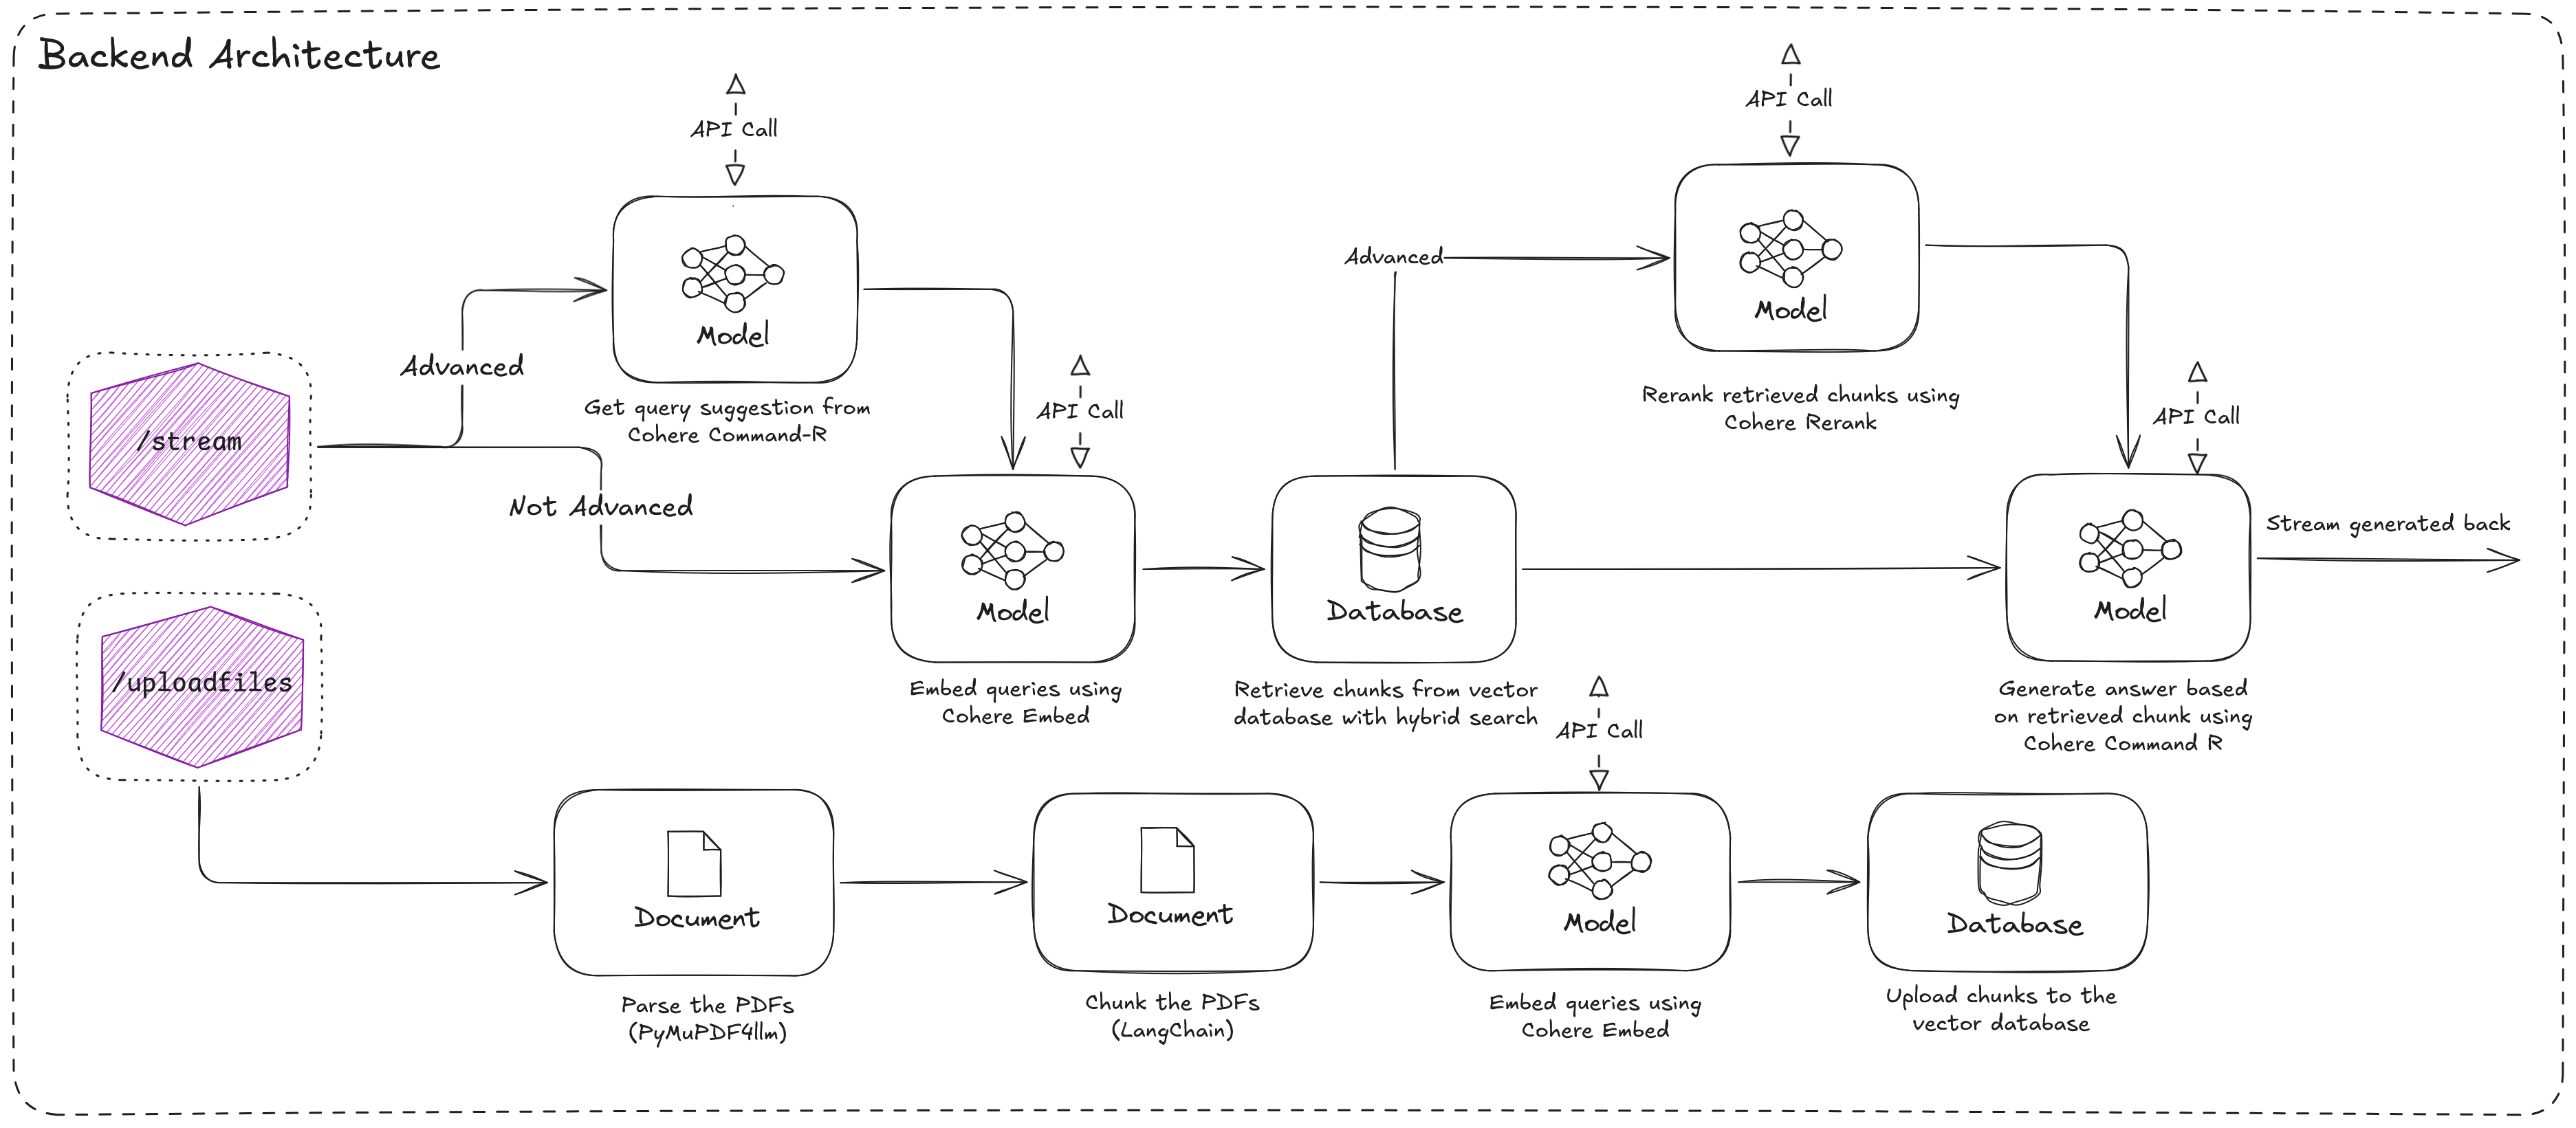 Backend Architecture
API Call
Model
Get query suggestion from
Cohere Command-R
Advanced
/stream
Not Advanced
API Call
Model
Embed queries using
Cohere Embed
Database
Retrieve chunks from vector
database with hybrid search
Advanced
API Call
Model
Rerank retrieved chunks using
Cohere Rerank
API Call
Model
Generate answer based
on retrieved chunk using
Cohere Command R
Stream generated back
/uploadfiles
Document
Parse the PDFs
(PyMuPDF4llm)
Document
Chunk the PDFs
(LangChain)
API Call
Model
Embed queries using
Cohere Embed
Database
Upload chunks to the
vector database